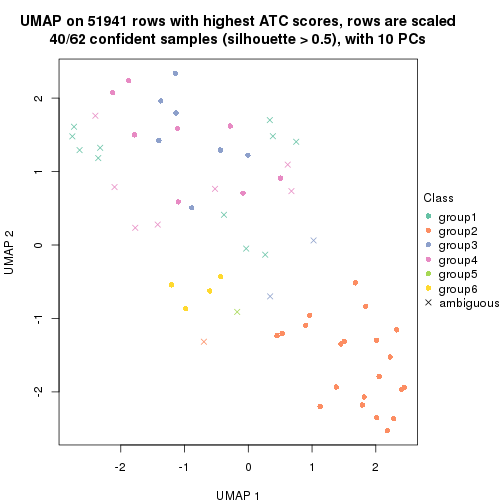 UMAP on 51941 rows with highest ATC scores, rows are scaled
40/62 confident samples (silhouette > 0.5), with 10 PCs
2
1
0
-1
-2
UMAP 2
-2
-1
0
1
2
UMAP 1
Class
group1
group2
group3
group4
group5
group6
ambiguous